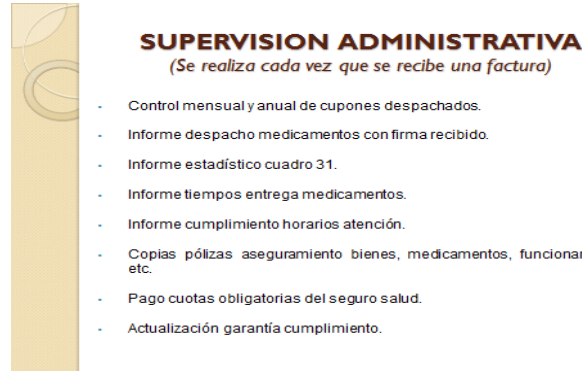 SUPERVISION ADMINISTRATIVA
(Se realiza cada vez que se recibe una factura)
- Control mensual y anual de cupones despachados.
- Informe despacho medicamentos con firma recibido.
- Informe estadístico cuadro 31.
- Informe tiempos entrega medicamentos.
- Informe cumplimiento horarios atención.
- Copias pólizas aseguramiento bienes, medicamentos,
etc.
- Pago cuotas obligatorias del seguro salud.
- Actualización garantía cumplimiento.